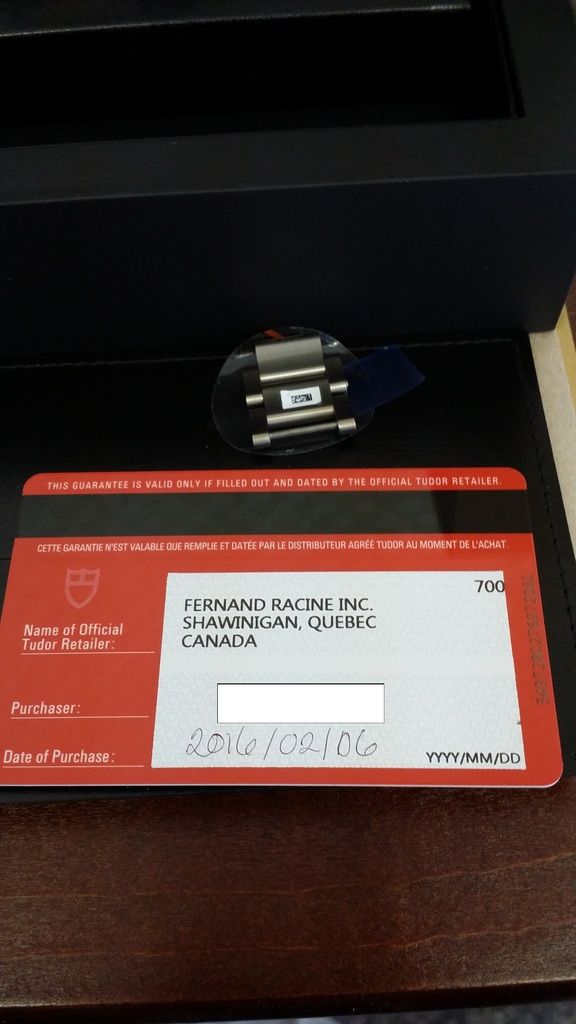 THIS GUARANTEE IS VALID ONLY IF FILLED OUT AND DATED BY THE OFFICIAL TUDOR RETAILER.
CETTE GARANTIE N'EST VALABLE QUE REMPLIE ET DATÉE PAR LE DISTRIBUTEUR AGRÉÉ TUDOR AU MOMENT DE L'ACHAT.
700
Name of Official
Tudor Retailer:
FERNAND RACINE INC.
SHAWINIGAN, QUEBEC
CANADA
Purchaser:
Date of Purchase:
2016/02/06
YYYY/MM/DD